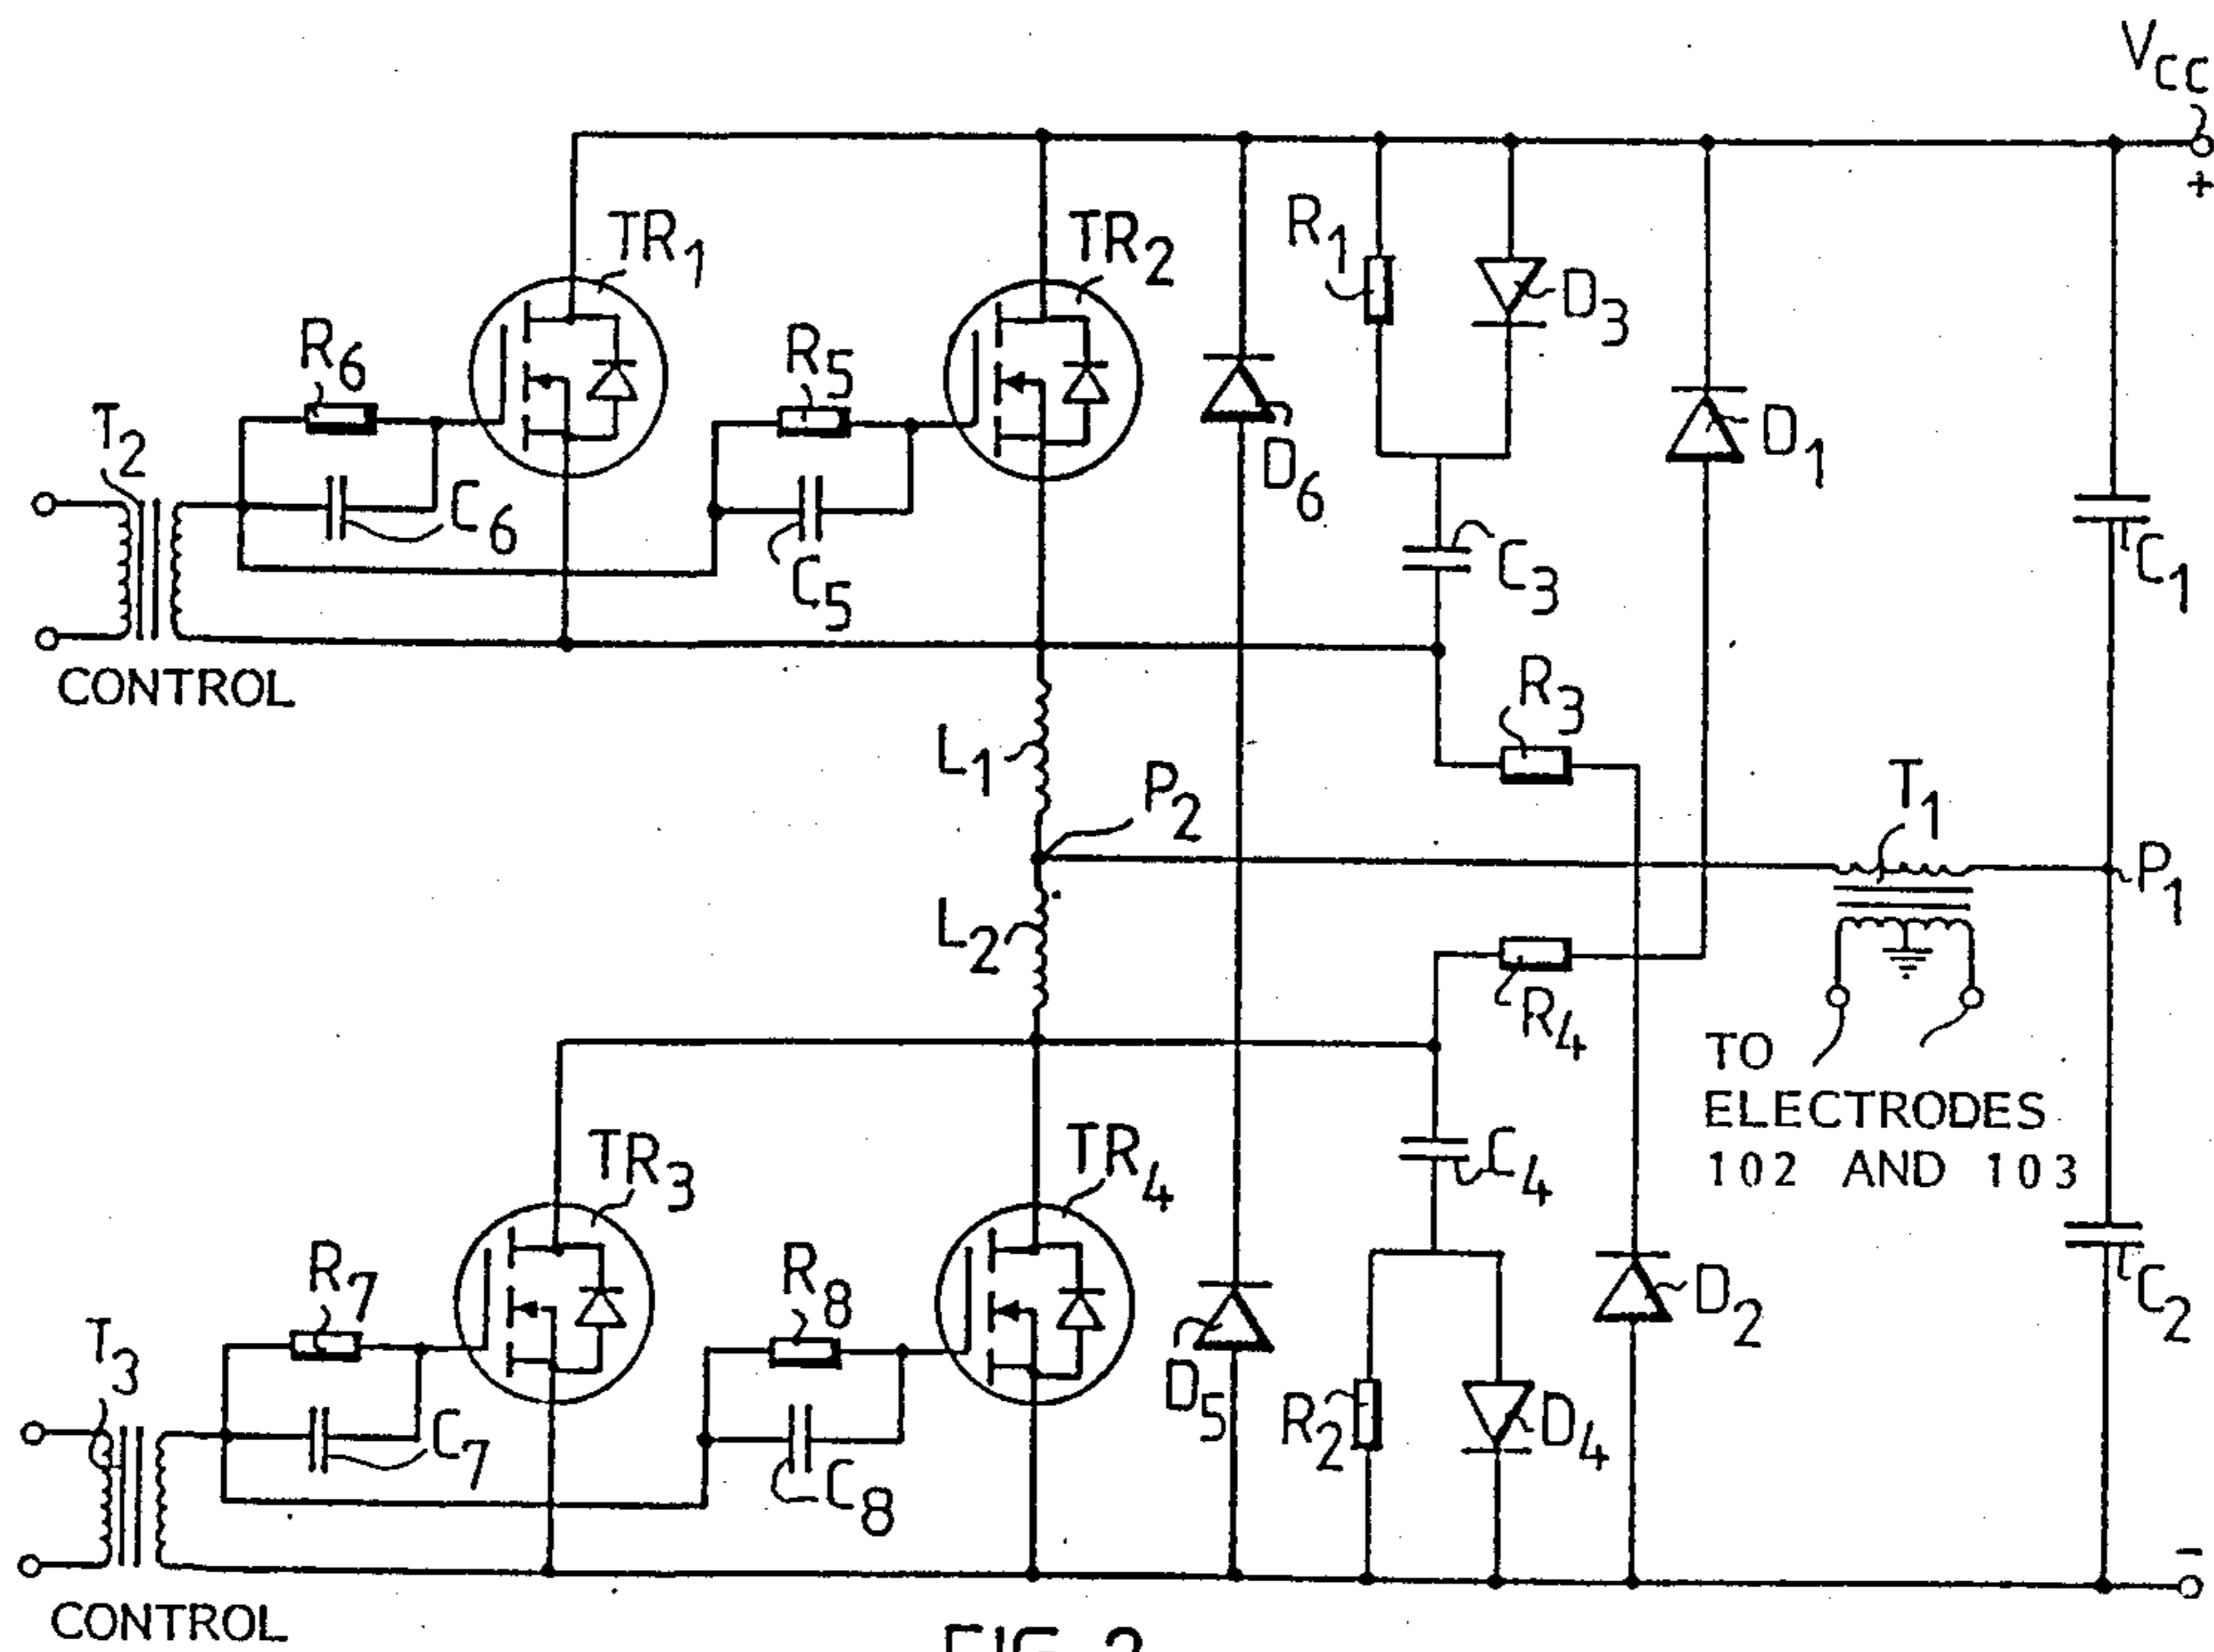 VCC
+
TR1
TR2
R1
D3
R6
R5
T2
D6
D1
C6
C5
C3
C1
CONTROL
R3
L1
P2
T1
P1
L2
R4
TO
ELECTRODES
102 AND 103
TR3
TR4
C4
R7
R8
D2
C2
T3
D5
R2
D4
C7
C8
-
CONTROL
FIG. 2